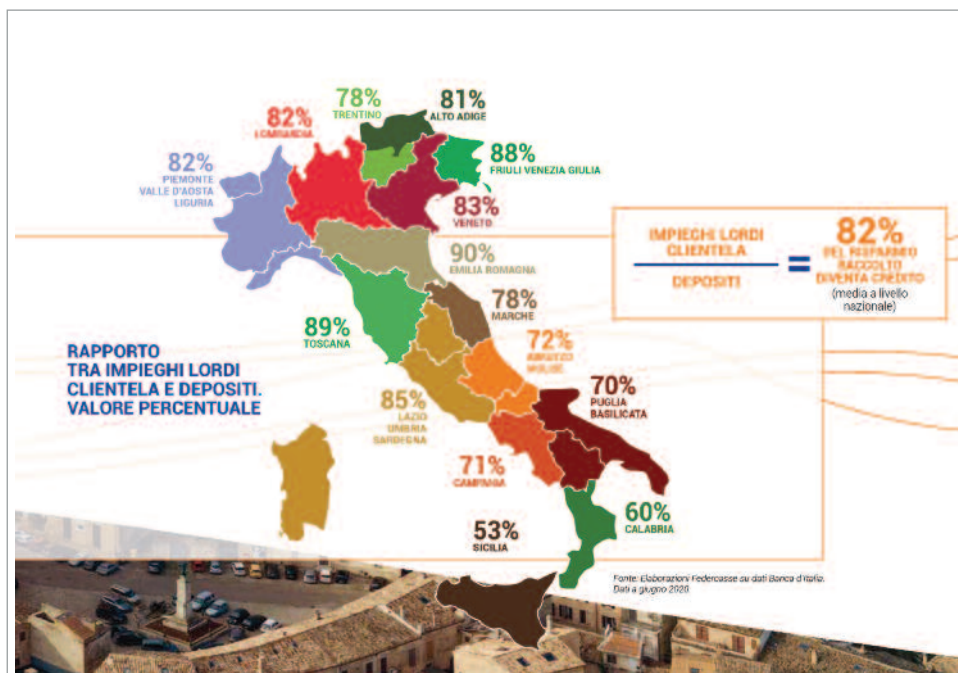 78%
TRENTINO
81%
ALTO ADIGE
82%
LOMBARDIA
88%
FRIULI VENEZIA GIULIA
82%
PIEMONTE
VALLE D'AOSTA
LIGURIA
83%
VENETO
IMPIEGHI LORDI
CLIENTELA
DEPOSITI
=
82%
DEL RISPARMIO
RACCOLTO
DIVENTA CREDITO
(media a livello
nazionale)
90%
EMILIA ROMAGNA
78%
MARCHE
89%
TOSCANA
72%
ABRUZZO
MOLISE
RAPPORTO
TRA IMPIEGHI LORDI
CLIENTELA E DEPOSITI.
VALORE PERCENTUALE
85%
LAZIO
UMBRIA
SARDEGNA
70%
PUGLIA
BASILICATA
71%
CAMPANIA
60%
CALABRIA
53%
SICILIA
Fonte: Elaborazioni Federcasse su dati Banca d'Italia.
Dati a giugno 2020